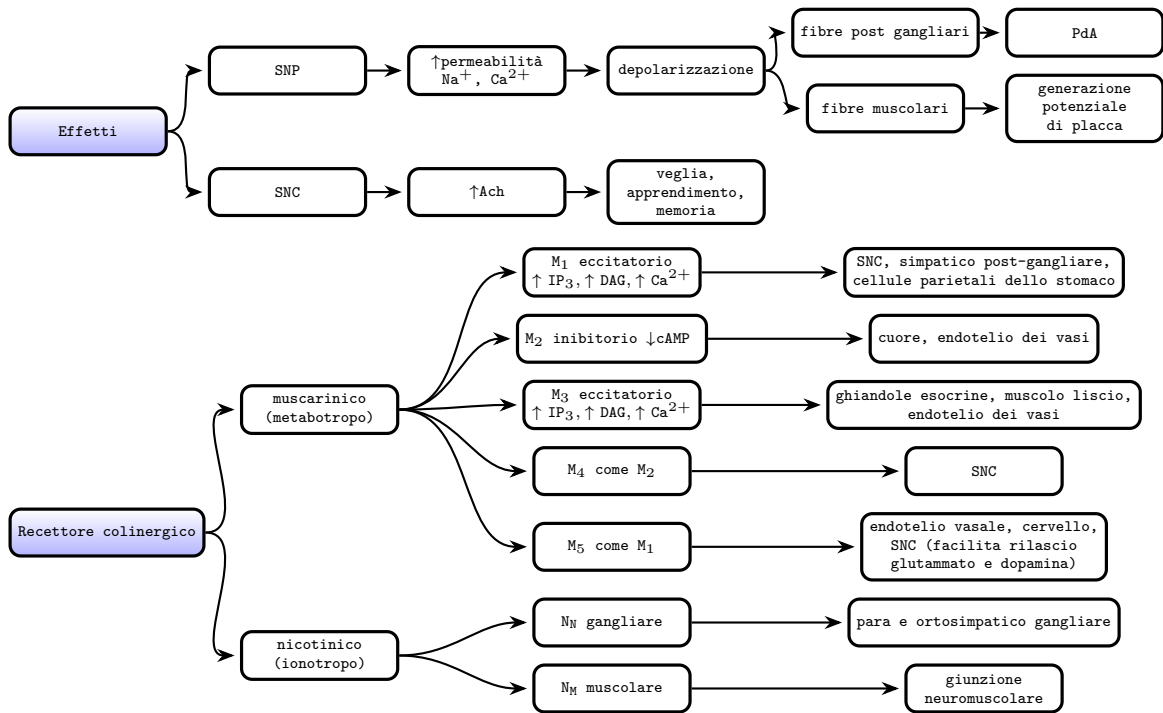 Effetti
SNP
↑permeabilità
Na⁺, Ca²⁺
depolarizzazione
fibre post gangliari
PdA
fibre muscolari
generazione
potenziale
di placca
SNC
↑Ach
veglia,
apprendimento,
memoria
Recettore colinergico
muscarinico
(metabotropo)
M₁ eccitatorio
↑ IP₃, ↑ DAG, ↑ Ca²⁺
SNC, simpatico post-gangliare,
cellule parietali dello stomaco
M₂ inibitorio ↓cAMP
cuore, endotelio dei vasi
M₃ eccitatorio
↑ IP₃, ↑ DAG, ↑ Ca²⁺
ghiandole esocrine, muscolo liscio,
endotelio dei vasi
M₄ come M₂
SNC
M₅ come M₁
endotelio vasale, cervello,
SNC (facilita rilascio
glutammato e dopamina)
nicotinico
(ionotropo)
N_N gangliare
para e ortosimpatico gangliare
N_M muscolare
giunzione
neuromuscolare